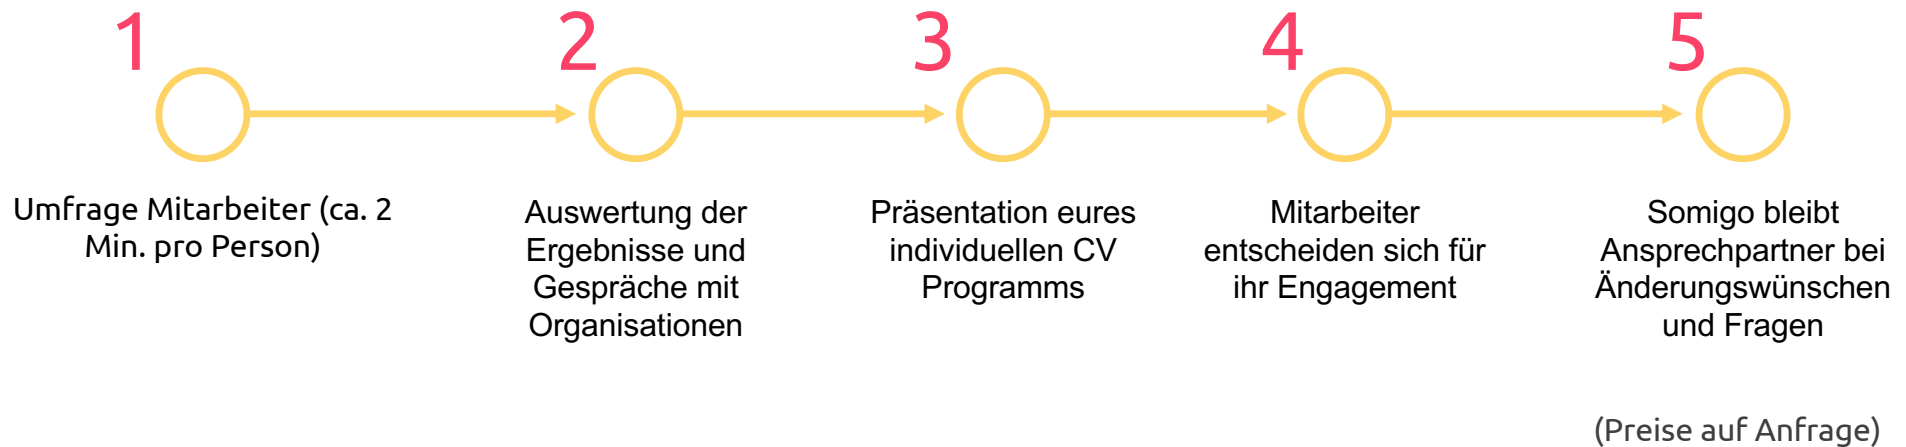 1
2
3
4
5
Umfrage Mitarbeiter (ca. 2
Min. pro Person)
Auswertung der
Ergebnisse und
Gespräche mit
Organisationen
Präsentation eures
individuellen CV
Programms
Mitarbeiter
entscheiden sich für
ihr Engagement
Somigo bleibt
Ansprechpartner bei
Änderungswünschen
und Fragen
(Preise auf Anfrage)